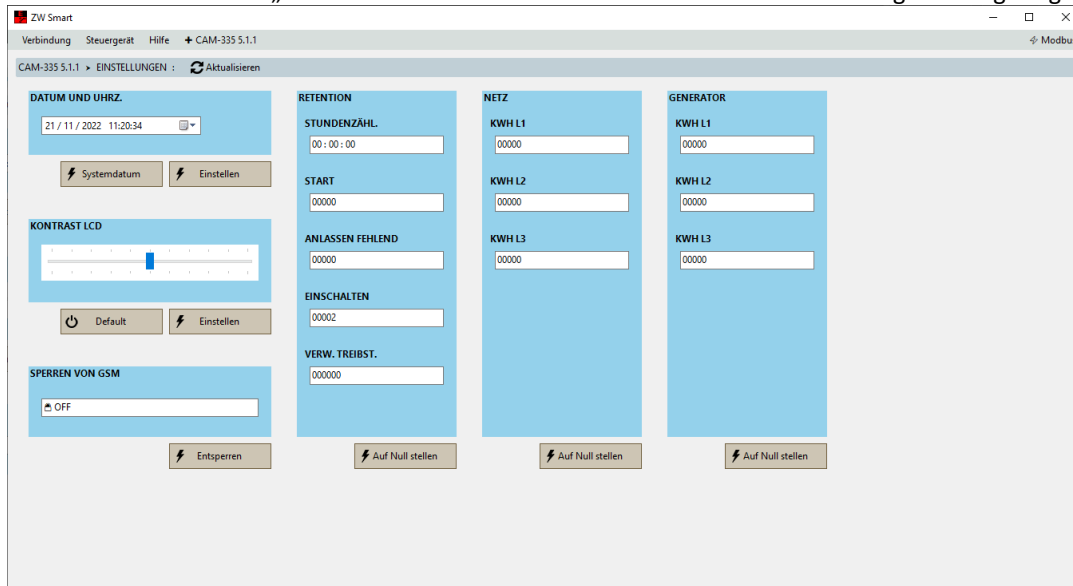 ZW Smart
Verbindung Steuergerät Hilfe + CAM-335 5.1.1
CAM-335 5.1.1 > EINSTELLUNGEN : Aktualisieren
DATUM UND UHRZ.
21 / 11 / 2022 11:20:34
Systemdatum Einstellen
KONTRAST LCD
Default Einstellen
SPERREN VON GSM
OFF
Entsperren
RETENTION
STUNDENZÄHL.
00 : 00 : 00
START
00000
ANLASSEN FEHLEND
00000
EINSCHALTEN
00002
VERW. TREIBST.
000000
Auf Null stellen
NETZ
KWH L1
00000
KWH L2
00000
KWH L3
00000
Auf Null stellen
GENERATOR
KWH L1
00000
KWH L2
00000
KWH L3
00000
Auf Null stellen